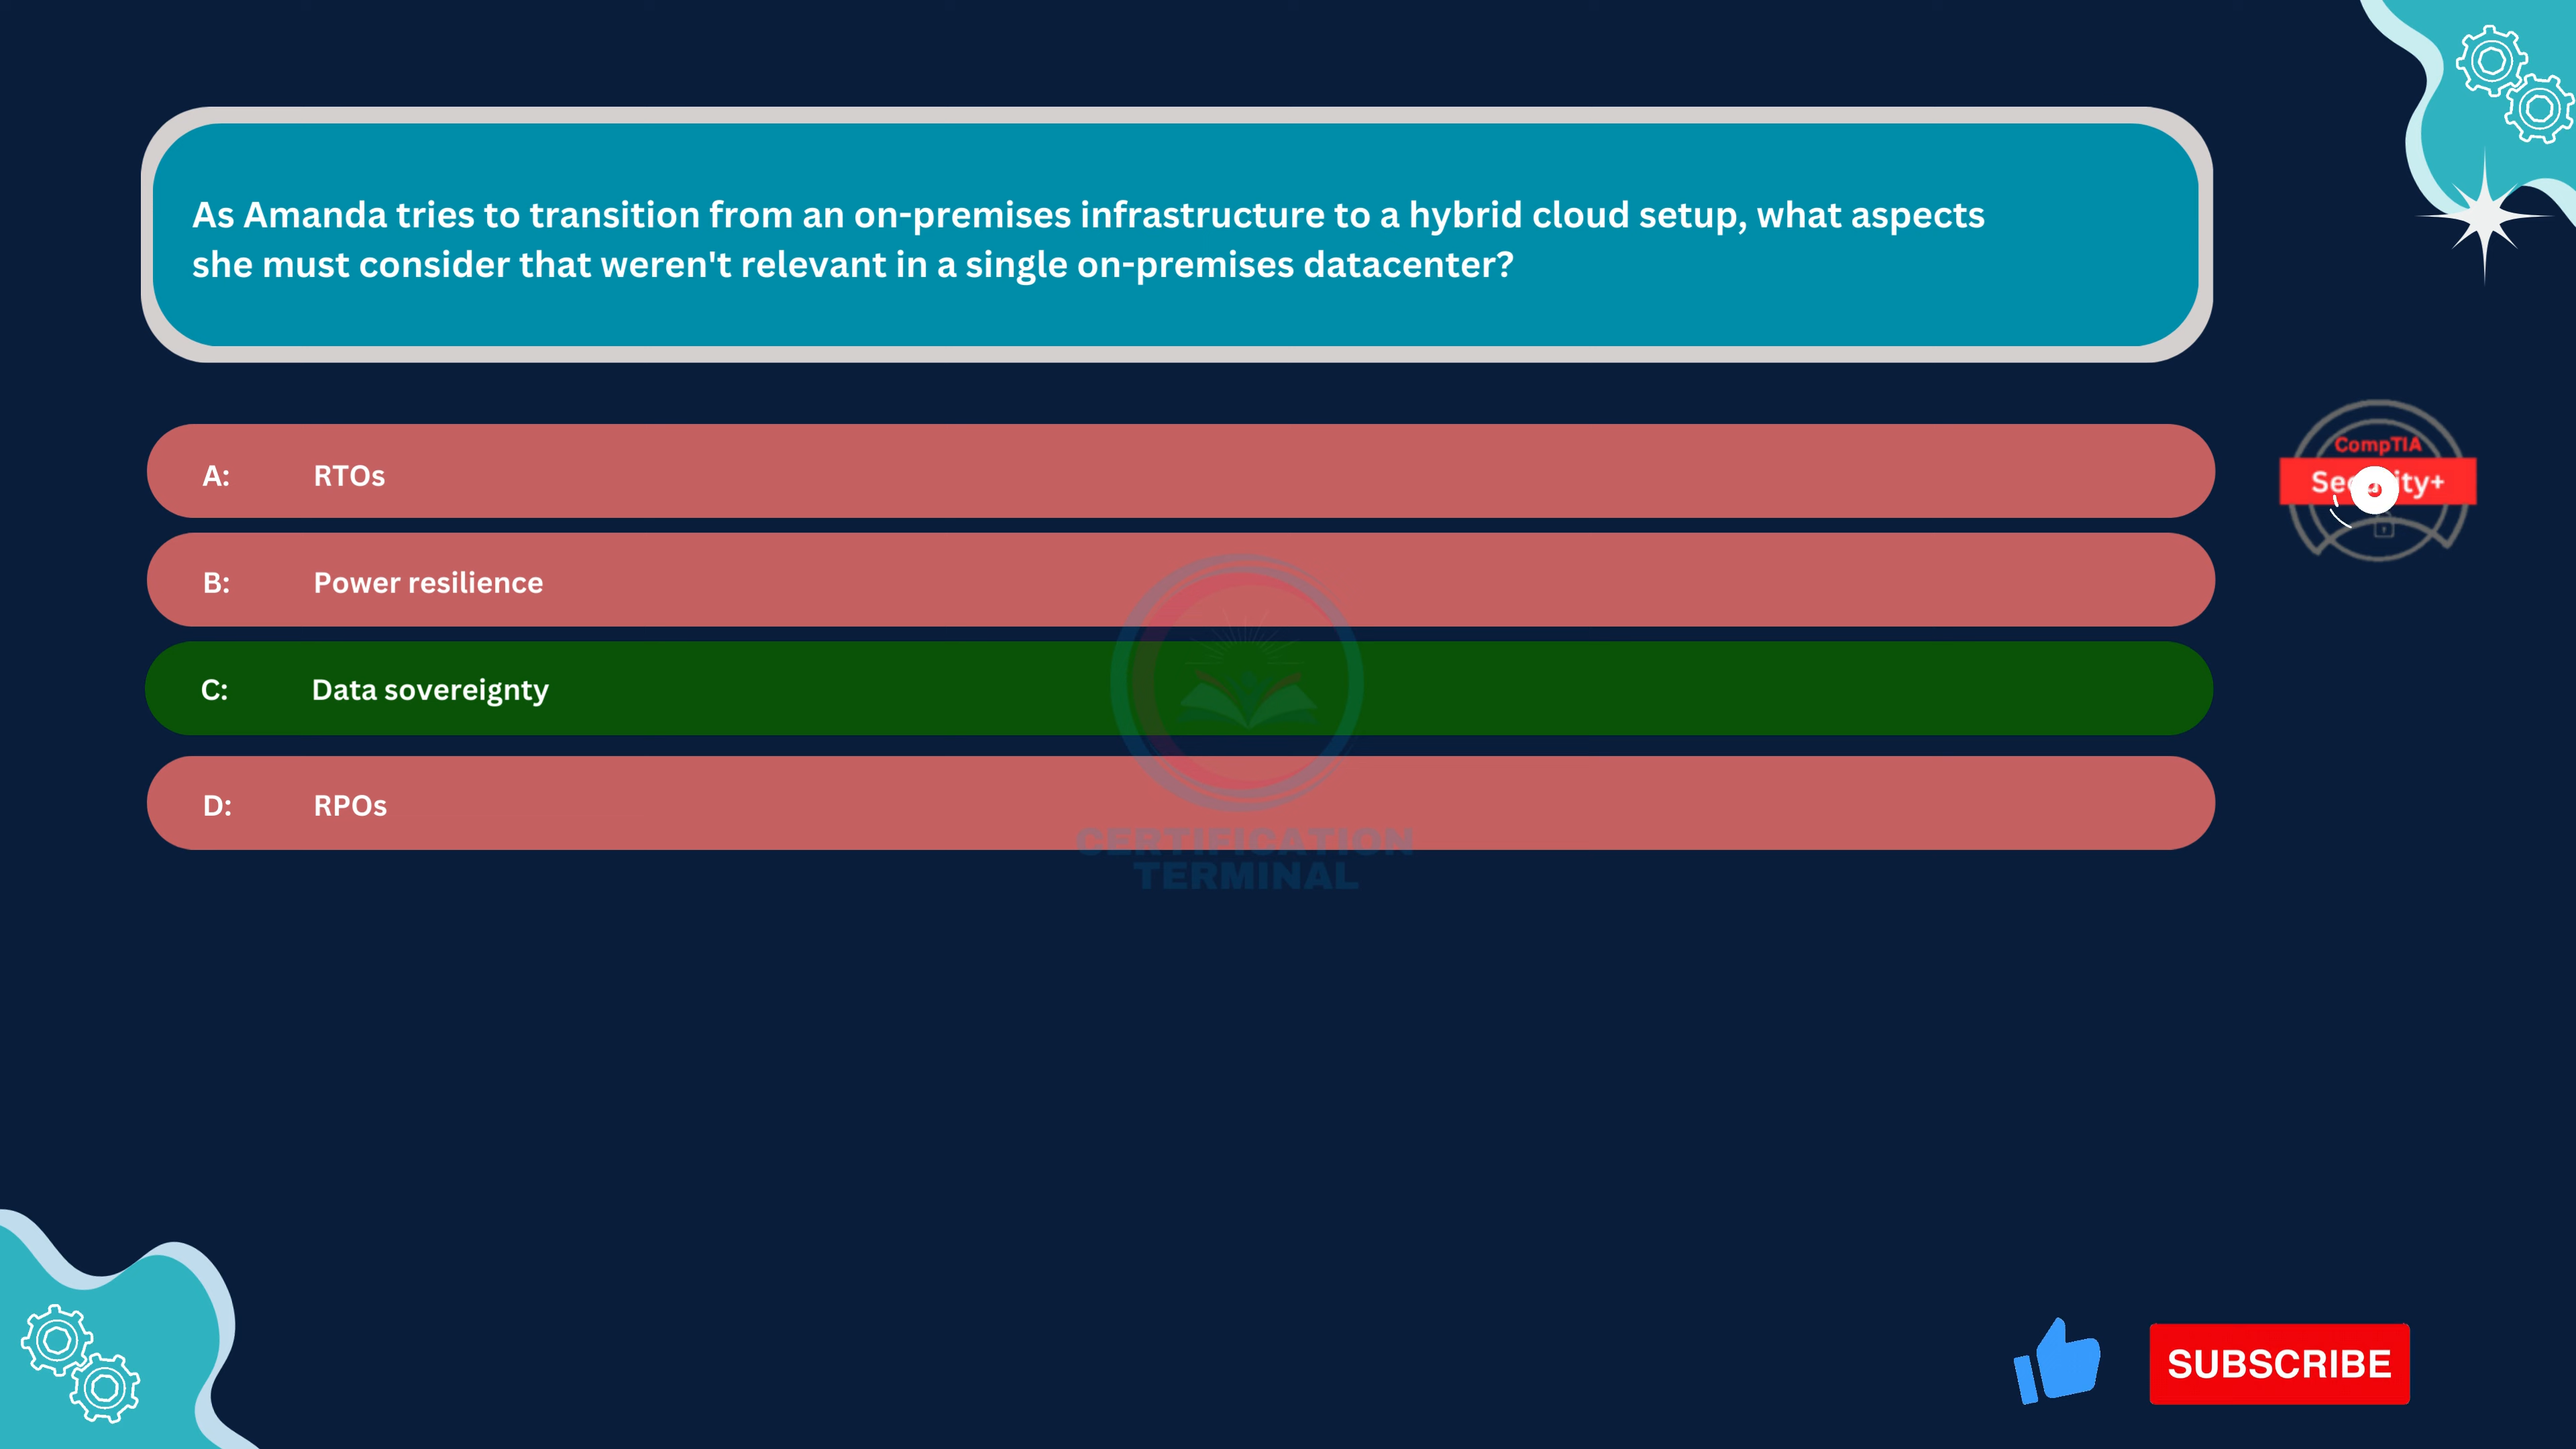 As Amanda tries to transition from an on-premises infrastructure to a hybrid cloud setup, what aspects
she must consider that weren't relevant in a single on-premises datacenter?
CompTIA
A: RTOs
B: Power resilience
C: Data sovereignty
D: RPOs
CERTIFICATION
TERMINAL
SUBSCRIBE